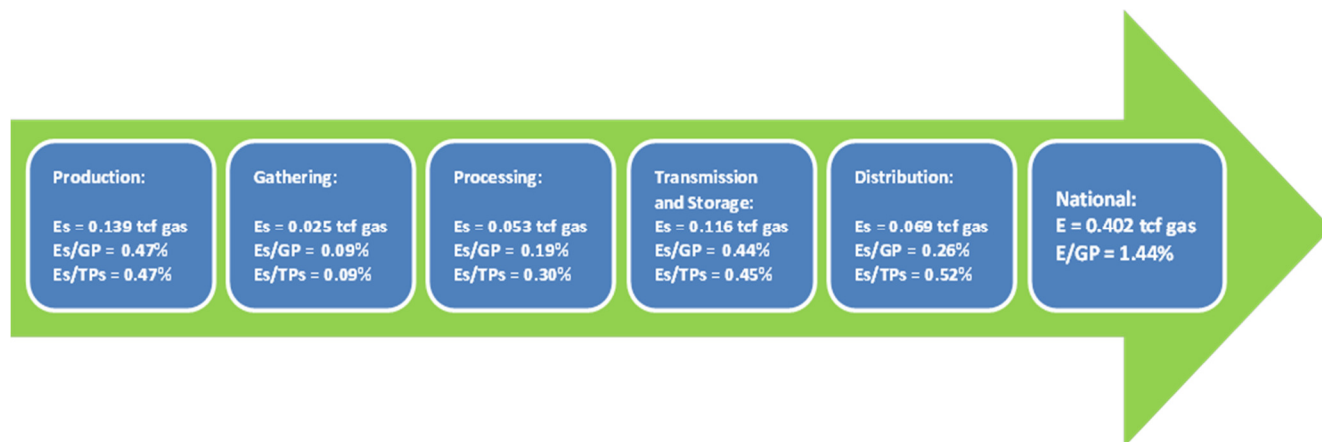 Production:
Es = 0.139 tcf gas
Es/GP = 0.47%
Es/TPs = 0.47%
Gathering:
Es = 0.025 tcf gas
Es/GP = 0.09%
Es/TPs = 0.09%
Processing:
Es = 0.053 tcf gas
Es/GP = 0.19%
Es/TPs = 0.30%
Transmission
and Storage:
Es = 0.116 tcf gas
Es/GP = 0.44%
Es/TPs = 0.45%
Distribution:
Es = 0.069 tcf gas
Es/GP = 0.26%
Es/TPs = 0.52%
National:
E = 0.402 tcf gas
E/GP = 1.44%